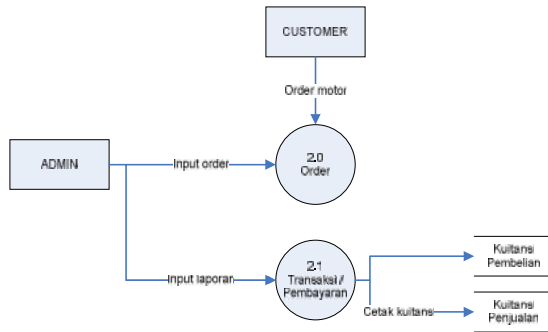 CUSTOMER
Order motor
2.0
Order
ADMIN
Input order
Input laporan
2.1
Transaksi /
Pembayaran
Kuitansi
Pembelian
Cetak kuitans
Kuitansi
Penjualan